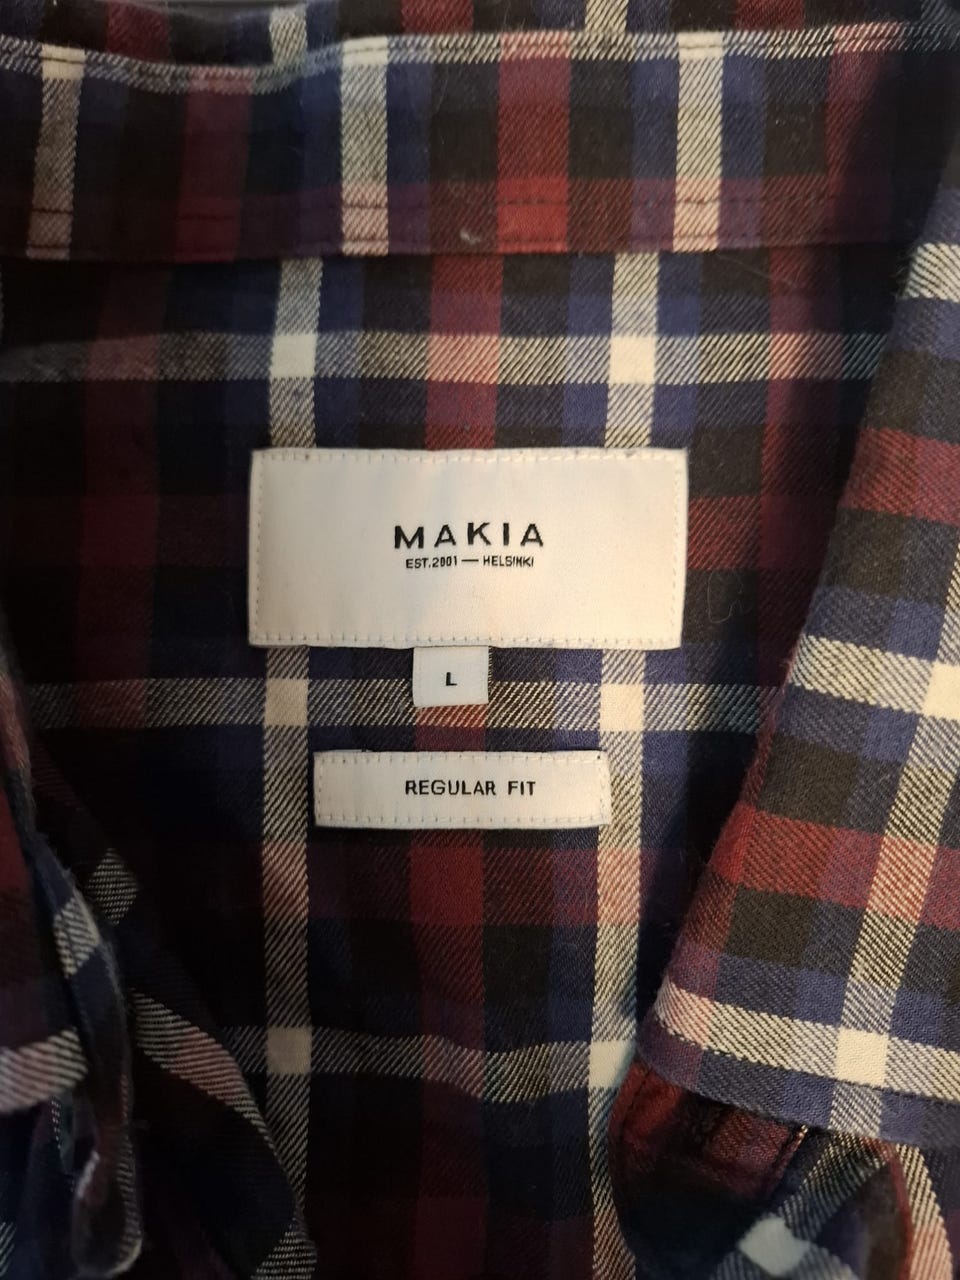 MAKIA
EST.2001 — HELSINKI
L
REGULAR FIT